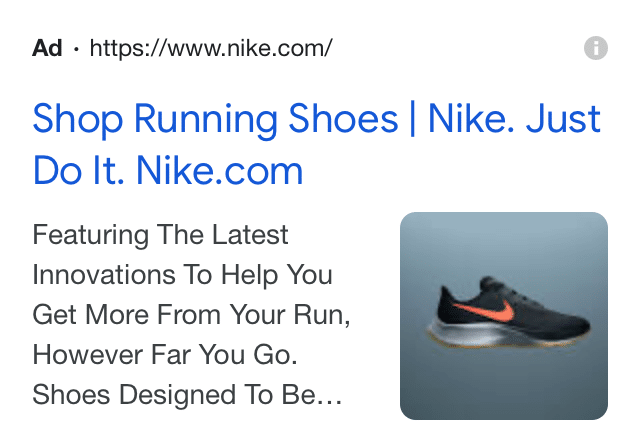 Ad · https://www.nike.com/
Shop Running Shoes | Nike. Just
Do It. Nike.com
Featuring The Latest
Innovations To Help You
Get More From Your Run,
However Far You Go.
Shoes Designed To Be…